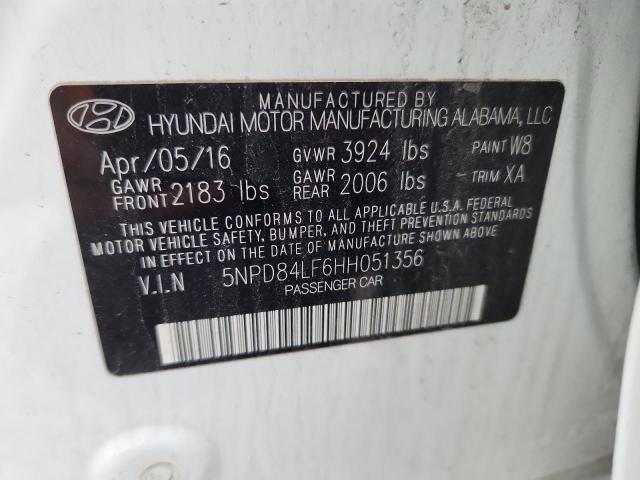 MANUFACTURED BY
HYUNDAI MOTOR MANUFACTURING ALABAMA, LLC
Apr/05/16 GVWR 3924 lbs PAINT W8
GAWR FRONT 2183 lbs GAWR REAR 2006 lbs TRIM XA
THIS VEHICLE CONFORMS TO ALL APPLICABLE U.S.A. FEDERAL
MOTOR VEHICLE SAFETY, BUMPER, AND THEFT PREVENTION STANDARDS
IN EFFECT ON THE DATE OF MANUFACTURE SHOWN ABOVE.
V.I.N 5NPD84LF6HH051356
PASSENGER CAR